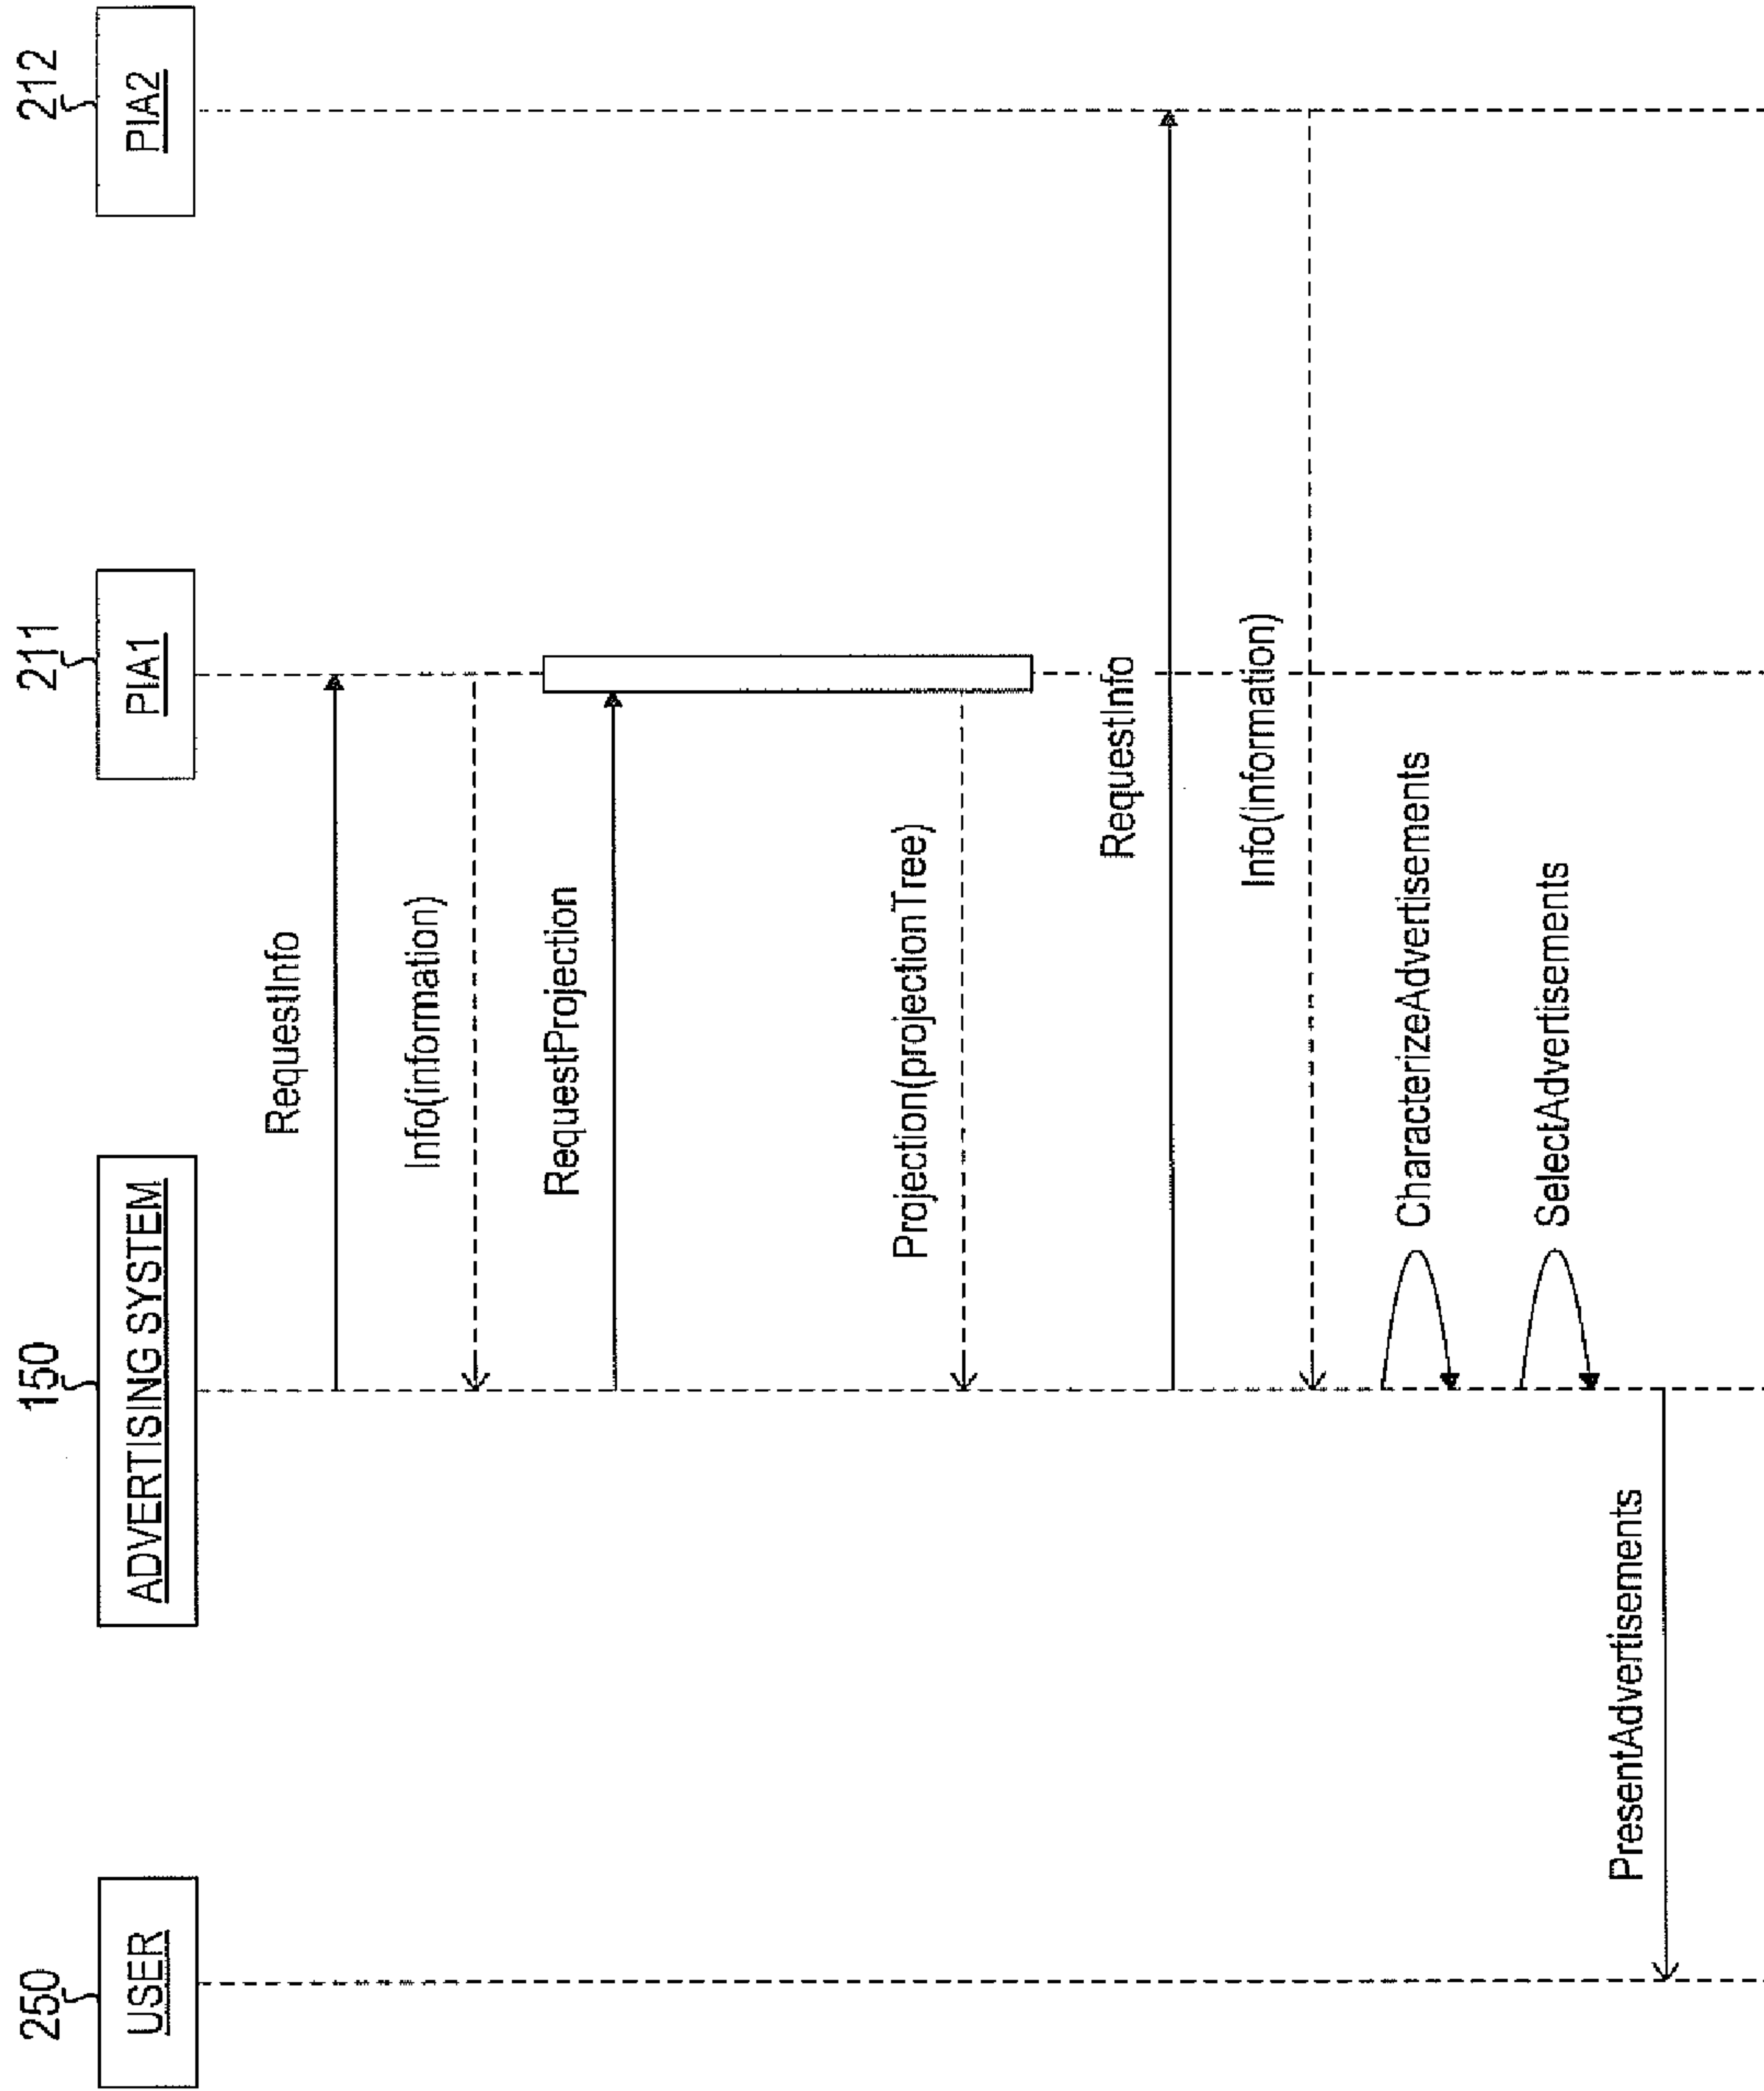 250
USER
150
ADVERTISING SYSTEM
211
PIA1
212
PIA2
RequestInfo
Info(information)
RequestProjection
Projection(projectionTree)
RequestInfo
Info(information)
CharacterizeAdvertisements
SelectAdvertisements
PresentAdvertisements